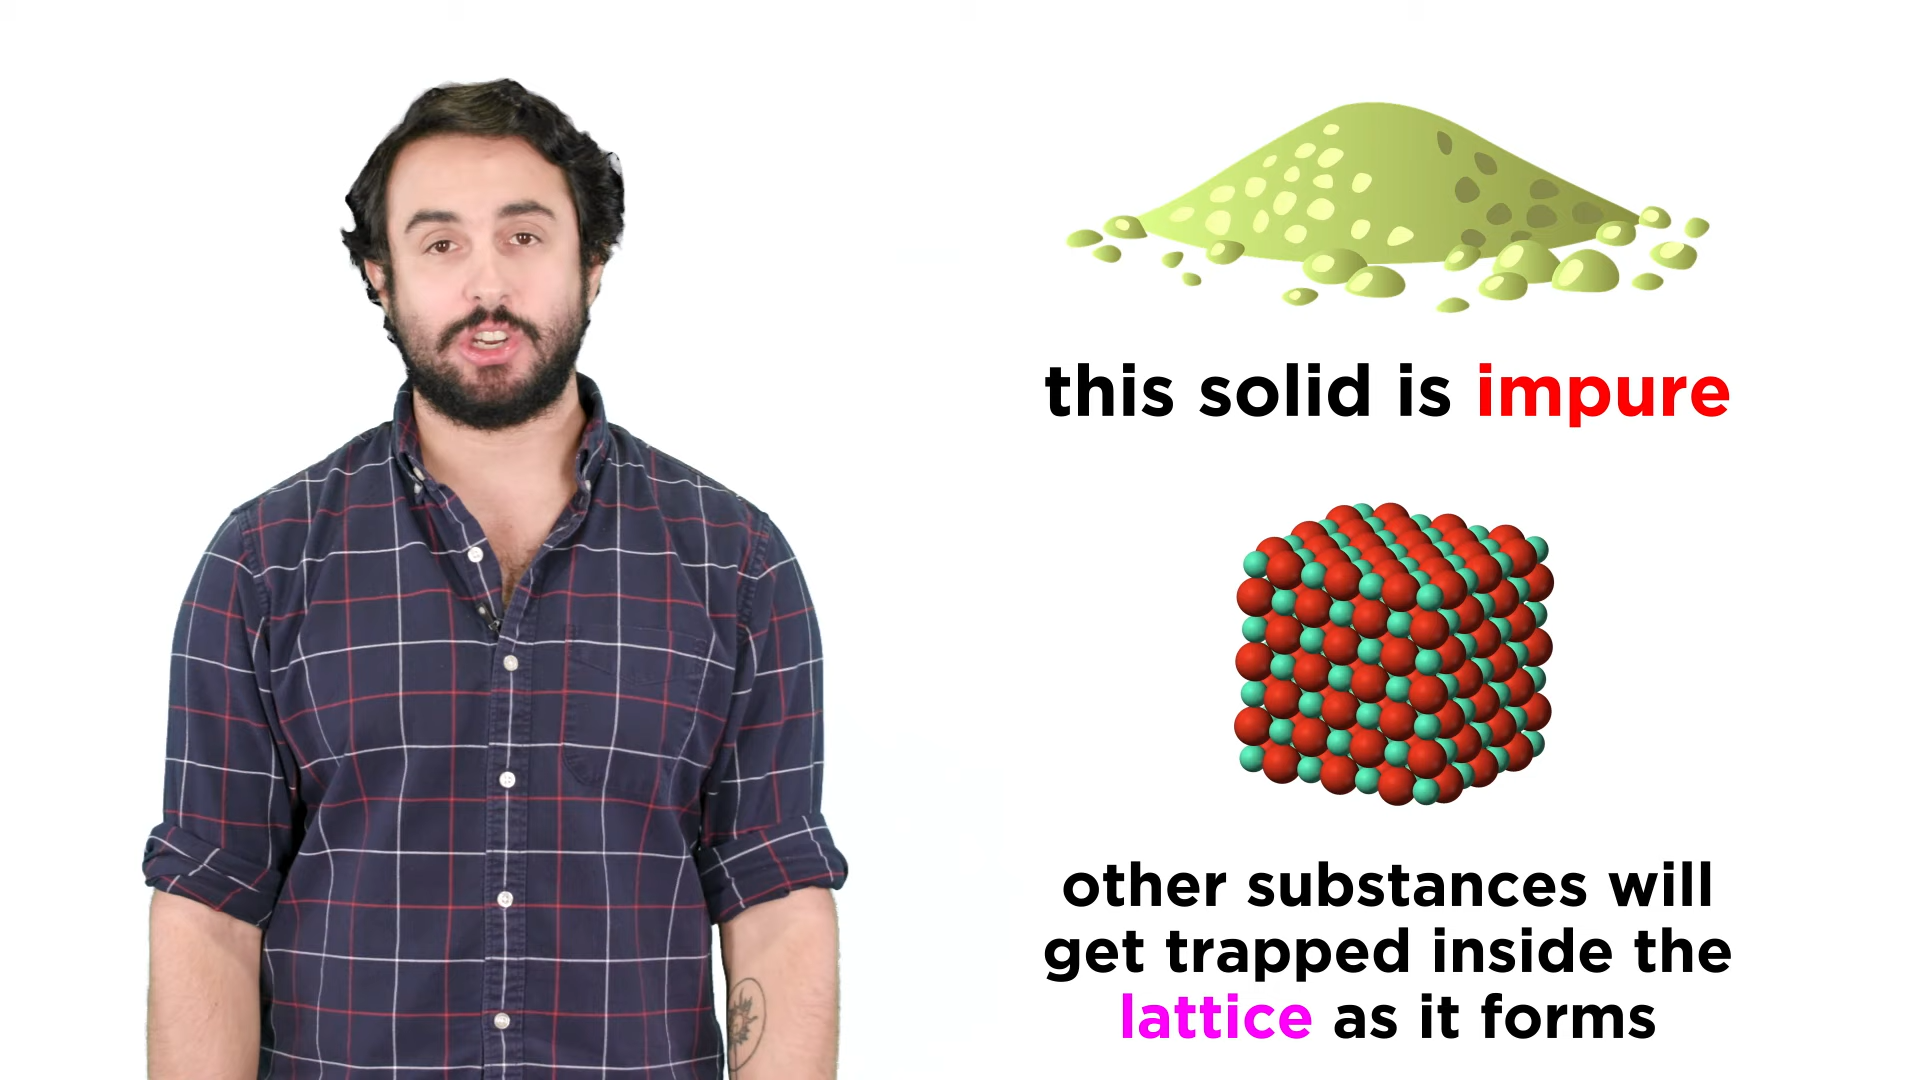 this solid is impure
other substances will
get trapped inside the
lattice as it forms